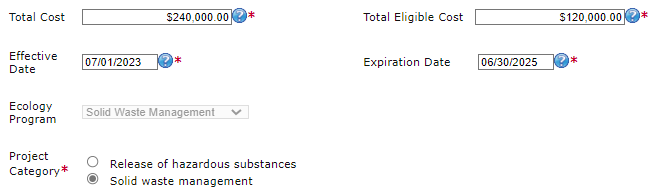 Total Cost $240,000.00 ? * Total Eligible Cost $120,000.00 ? *
Effective
Date 07/01/2023 ? * Expiration Date 06/30/2025 ? *
Ecology
Program Solid Waste Management
Project
Category* Release of hazardous substances
Solid waste management